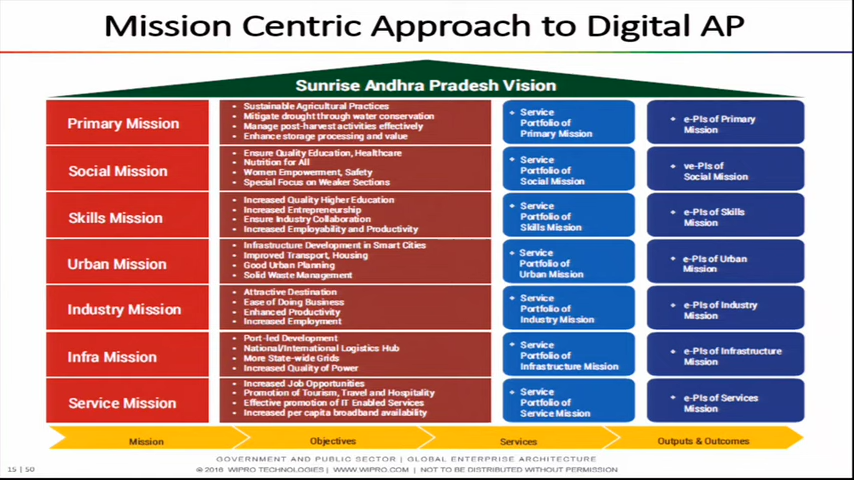 Mission Centric Approach to Digital AP
Sunrise Andhra Pradesh Vision
Primary Mission
• Sustainable Agricultural Practices
• Mitigate drought through water conservation
• Manage post-harvest activities effectively
• Enhance storage processing and value
Service
Portfolio of
Primary Mission
e-PIs of Primary
Mission
Social Mission
• Ensure Quality Education, Healthcare
• Nutrition for All
• Women Empowerment, Safety
• Special Focus on Weaker Sections
Service
Portfolio of
Social Mission
ve-PIs of
Social Mission
Skills Mission
• Increased Quality Higher Education
• Increased Entrepreneurship
• Ensure Industry Collaboration
• Increased Employability and Productivity
Service
Portfolio of
Skills Mission
e-PIs of Skills
Mission
Urban Mission
• Infrastructure Development in Smart Cities
• Improved Transport, Housing
• Good Urban Planning
• Solid Waste Management
Service
Portfolio of
Urban Mission
e-PIs of Urban
Mission
Industry Mission
• Attractive Destination
• Ease of Doing Business
• Enhanced Productivity
• Increased Employment
Service
Portfolio of
Industry Mission
e-PIs of Industry
Mission
Infra Mission
• Port-led Development
• National/International Logistics Hub
• More State-wide Grids
• Increased Quality of Power
Service
Portfolio of
Infrastructure Mission
e-PIs of Infrastructure
Mission
Service Mission
• Increased Job Opportunities
• Promotion of Tourism, Travel and Hospitality
• Effective promotion of IT Enabled Services
• Increased per capita broadband availability
Service
Portfolio of
Service Mission
e-PIs of Services
Mission
Mission
Objectives
Services
Outputs & Outcomes
GOVERNMENT AND PUBLIC SECTOR | GLOBAL ENTERPRISE ARCHITECTURE
15 | 50
© 2016 WIPRO TECHNOLOGIES | WWW.WIPRO.COM | NOT TO BE DISTRIBUTED WITHOUT PERMISSION